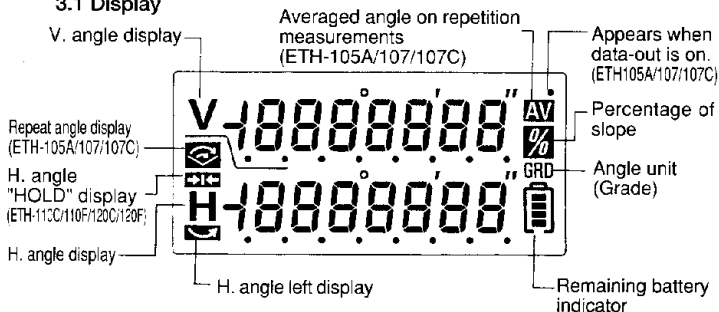 3.1 Display
V. angle display
Averaged angle on repetition
measurements
(ETH-105A/107/107C)
Appears when
data-out is on.
(ETH105A/107/107C)
V -18888888 ° ' " AV
%
Percentage of
slope
Repeat angle display
(ETH-105A/107/107C)
H. angle
"HOLD" display
(ETH-110C/110F/120C/120F)
GRD
Angle unit
(Grade)
H -18888888 ° ' "
H. angle display
H. angle left display
Remaining battery
indicator